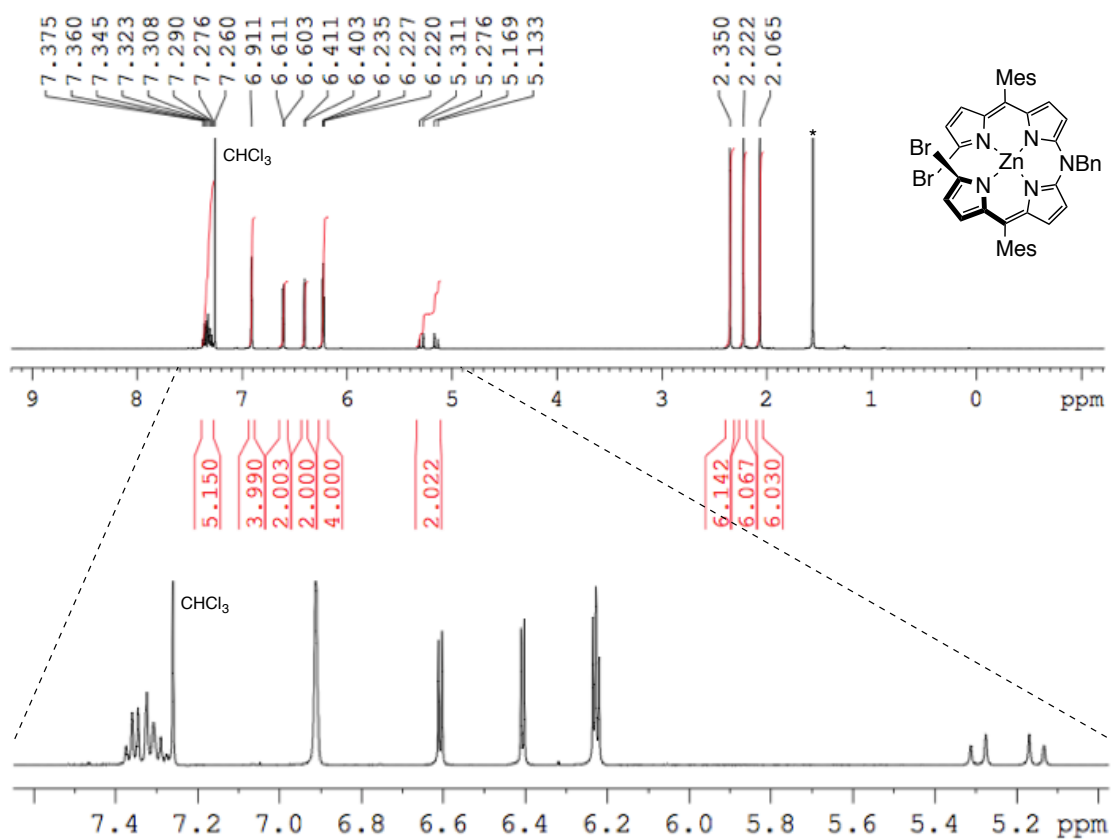 7.375
7.360
7.345
7.323
7.308
7.290
7.276
7.260
6.911
6.611
6.603
6.411
6.403
6.235
6.227
6.220
5.311
5.276
5.169
5.133
2.350
2.222
2.065
CHCl3
*
Mes
N N
Br
Br
Zn
NBn
N N
Mes
9 8 7 6 5 4 3 2 1 0 ppm
5.150
3.990
2.003
2.000
4.000
2.022
6.142
6.067
6.030
CHCl3
7.4 7.2 7.0 6.8 6.6 6.4 6.2 6.0 5.8 5.6 5.4 5.2 ppm